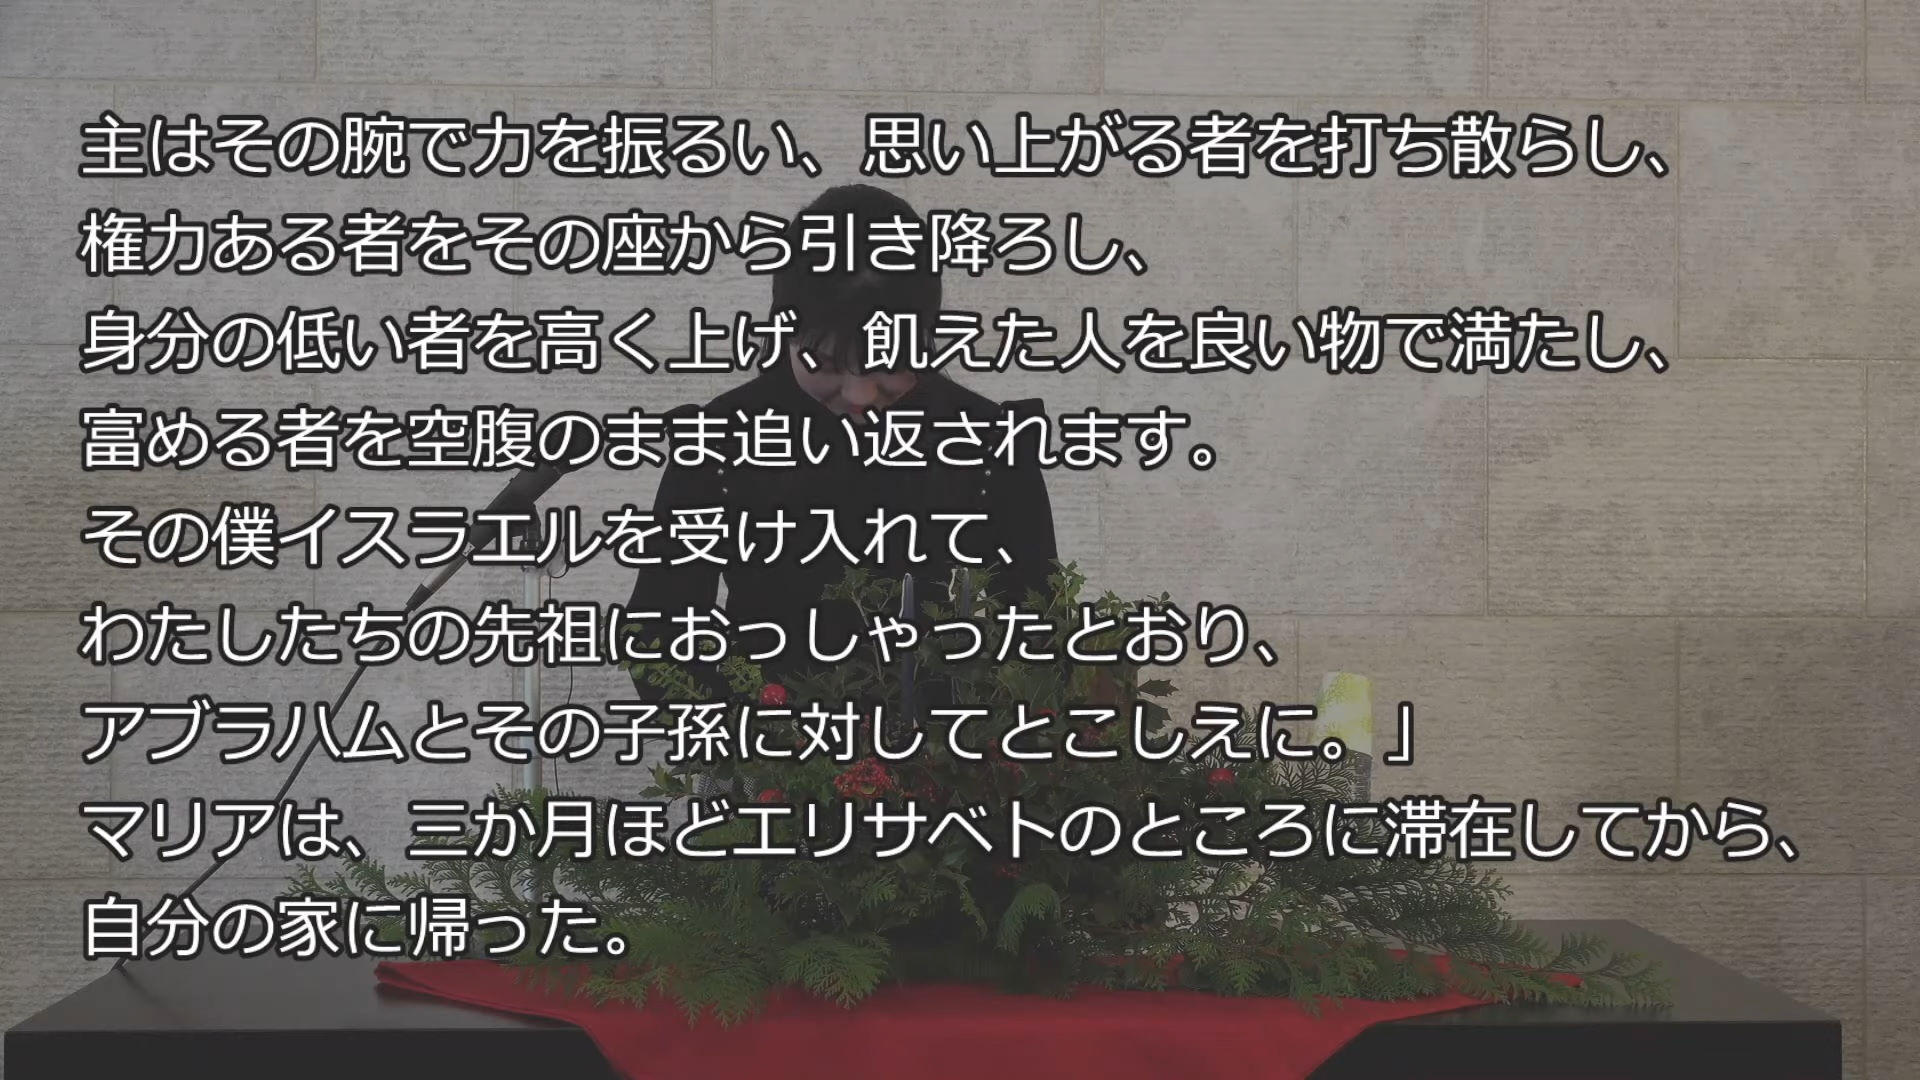 主はその腕で力を振るい、思い上がる者を打ち散らし、
権力ある者をその座から引き降ろし、
身分の低い者を高く上げ、飢えた人を良い物で満たし、
富める者を空腹のまま追い返されます。
その僕イスラエルを受け入れて、
わたしたちの先祖におっしゃったとおり、
アブラハムとその子孫に対してとこしえに。」
マリアは、三か月ほどエリサベトのところに滞在してから、
自分の家に帰った。